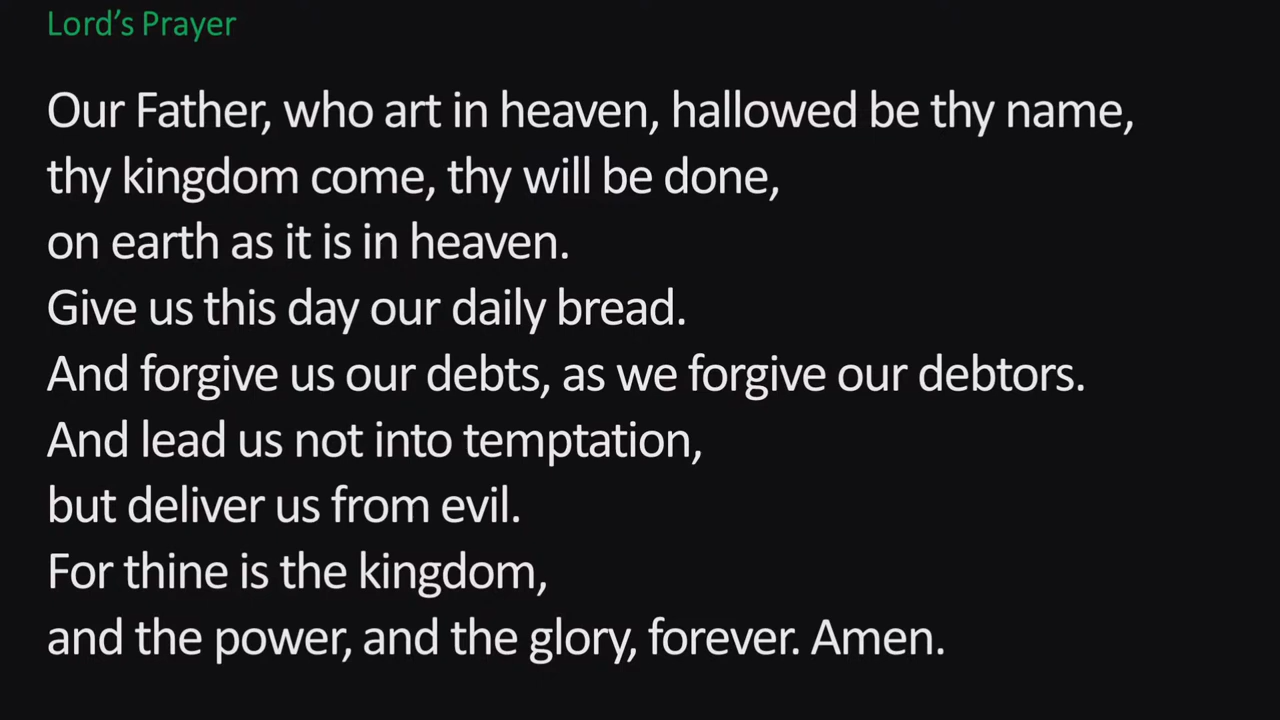 Lord’s Prayer
Our Father, who art in heaven, hallowed be thy name,
thy kingdom come, thy will be done,
on earth as it is in heaven.
Give us this day our daily bread.
And forgive us our debts, as we forgive our debtors.
And lead us not into temptation,
but deliver us from evil.
For thine is the kingdom,
and the power, and the glory, forever. Amen.